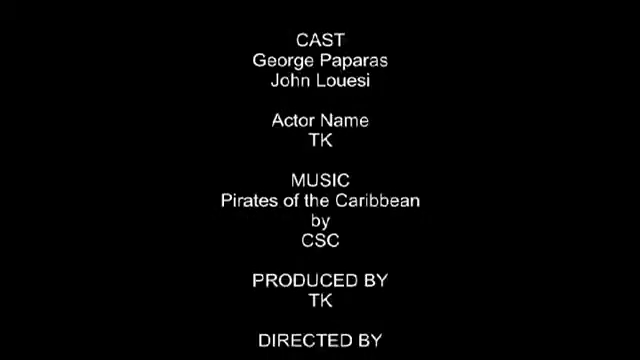 CAST
George Paparas
John Louesi
Actor Name
TK
MUSIC
Pirates of the Caribbean
by
CSC
PRODUCED BY
TK
DIRECTED BY